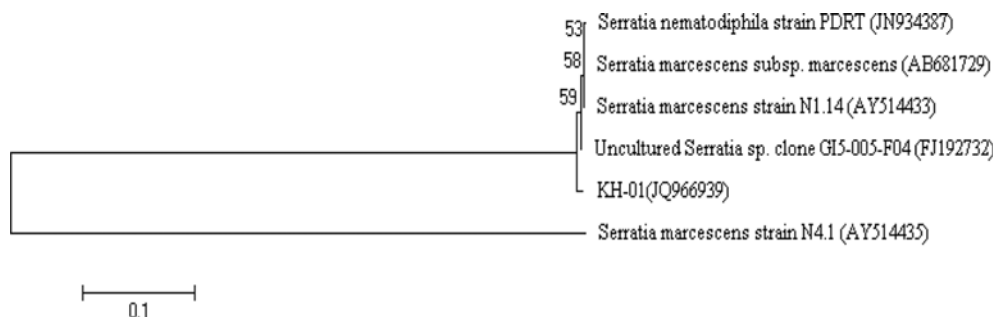 Serratia nematodiphila strain PDRT (JN934387)
53
58
Serratia marcescens subsp. marcescens (AB681729)
59
Serratia marcescens strain N1.14 (AY514433)
Uncultured Serratia sp. clone GI5-005-F04 (FJ192732)
KH-01(JQ966939)
Serratia marcescens strain N4.1 (AY514435)
0.1